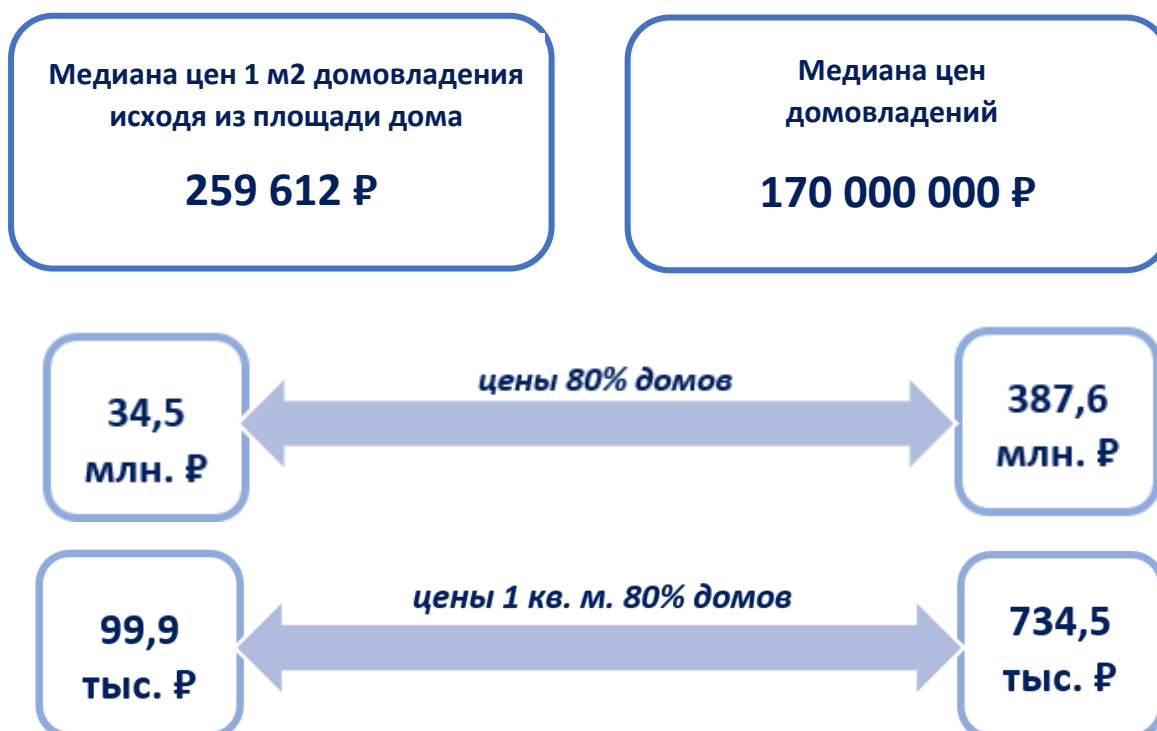 Медиана цен 1 м2 домовладения
исходя из площади дома
259 612 ₽
Медиана цен
домовладений
170 000 000 ₽
34,5
млн. ₽
цены 80% домов
387,6
млн. ₽
99,9
тыс. ₽
цены 1 кв. м. 80% домов
734,5
тыс. ₽